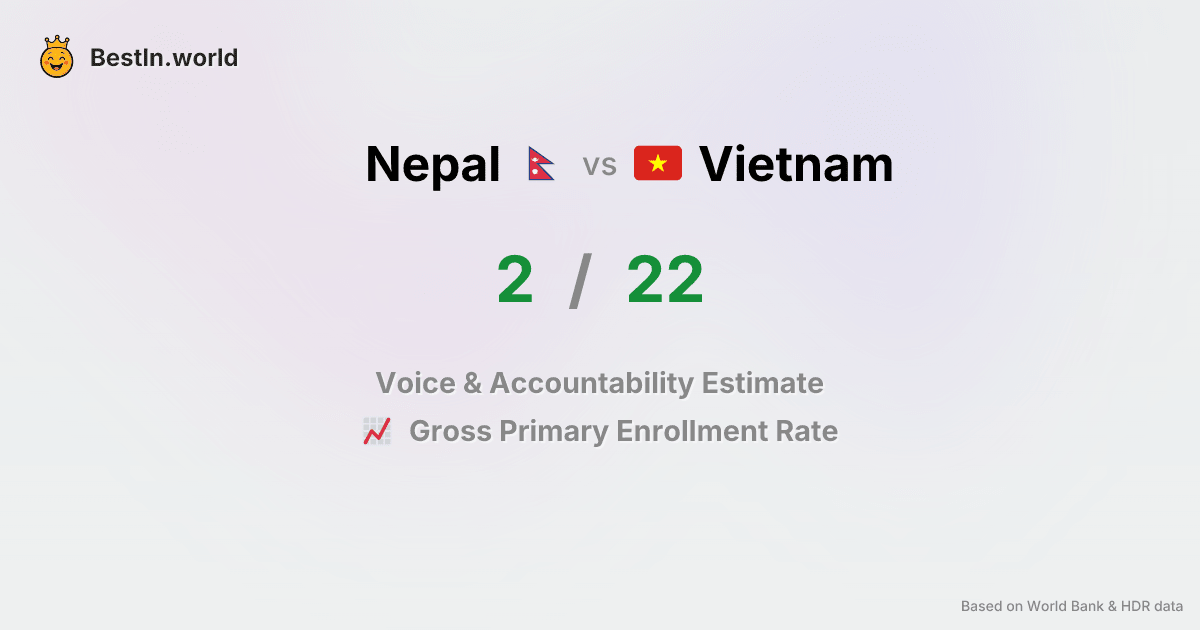 BestIn.world
Nepal vs Vietnam
2 / 22
Voice & Accountability Estimate
Gross Primary Enrollment Rate
Based on World Bank & HDR data